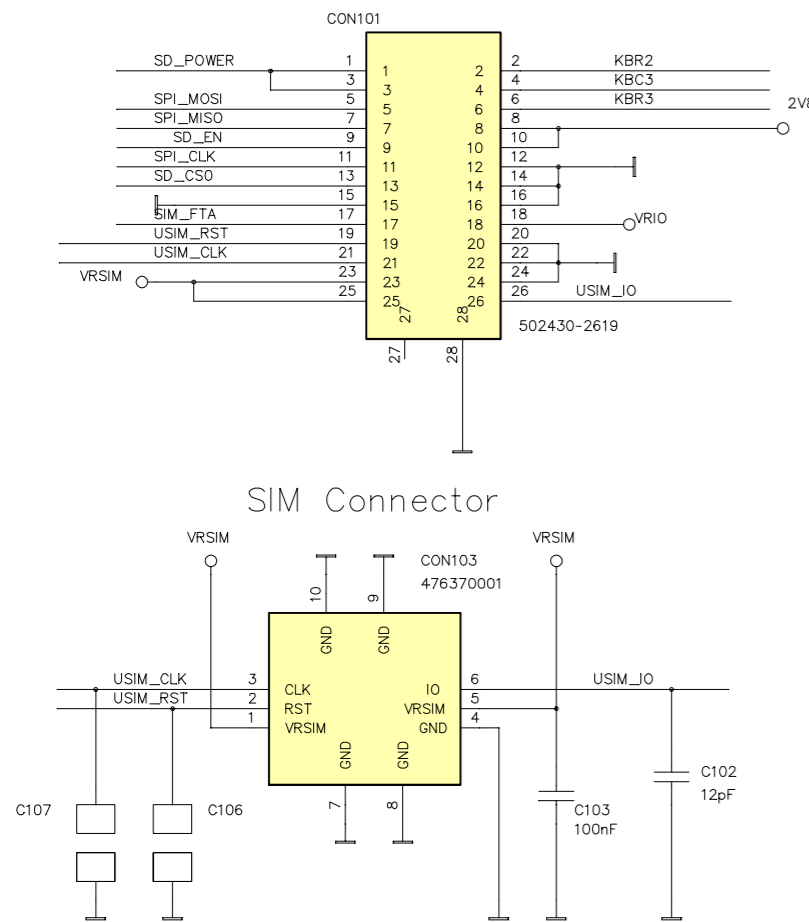 CON101
SD_POWER 1 1 2 2 KBR2
3 3 4 4 KBC3
SPI_MOSI 5 5 6 6 KBR3
2V8
SPI_MISO 7 7 8 8
SD_EN 9 9 10 10
SPI_CLK 11 11 12 12
SD_CS0 13 13 14 14
15 15 16 16
SIM_FTA 17 17 18 18 VRIO
USIM_RST 19 19 20 20
USIM_CLK 21 21 22 22
VRSIM 23 23 24 24
25 25 26 26 USIM_IO
27 28
502430-2619
27 28
SIM Connector
VRSIM VRSIM
CON103
476370001
10 9
GND GND
USIM_CLK 3 CLK IO 6 USIM_IO
USIM_RST 2 RST VRSIM 5
1 VRSIM GND 4
GND GND
7 8
C107 C106
C103
100nF
C102
12pF